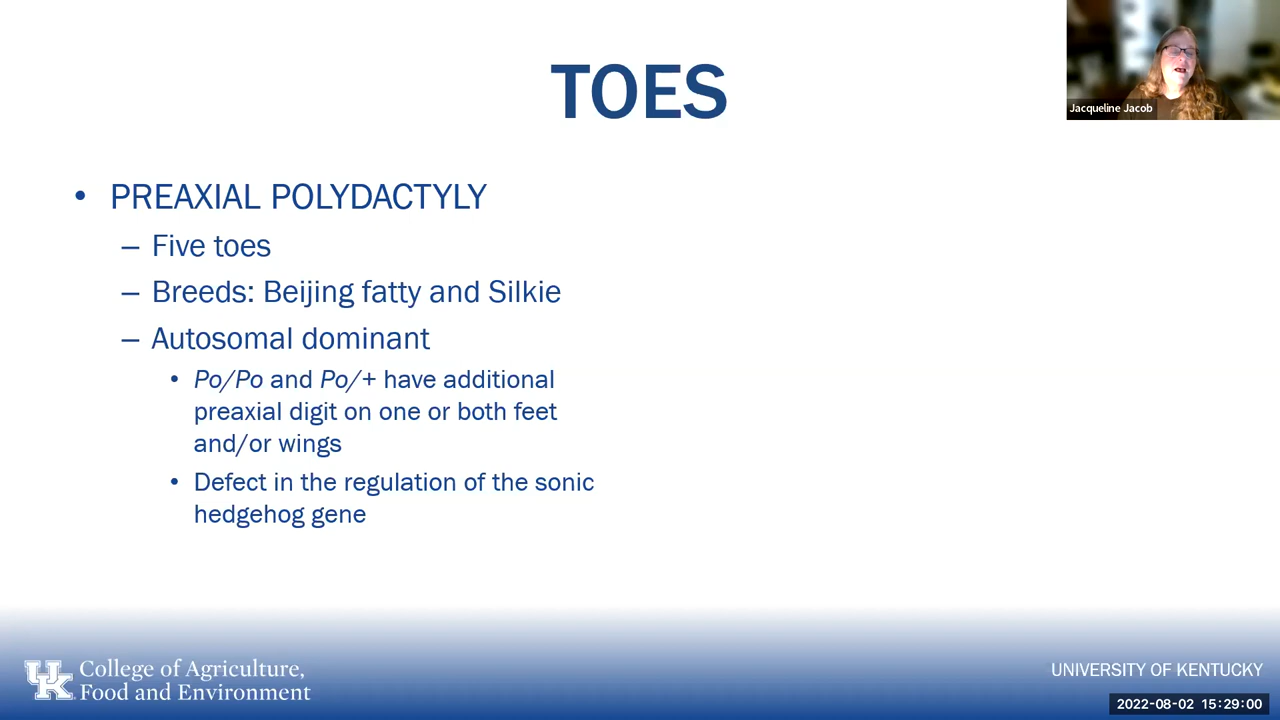 TOES
Jacqueline Jacob
• PREAXIAL POLYDACTYLY
– Five toes
– Breeds: Beijing fatty and Silkie
– Autosomal dominant
• Po/Po and Po/+ have additional
preaxial digit on one or both feet
and/or wings
• Defect in the regulation of the sonic
hedgehog gene
UK
College of Agriculture,
Food and Environment
UNIVERSITY OF KENTUCKY
2022-08-02 15:29:00